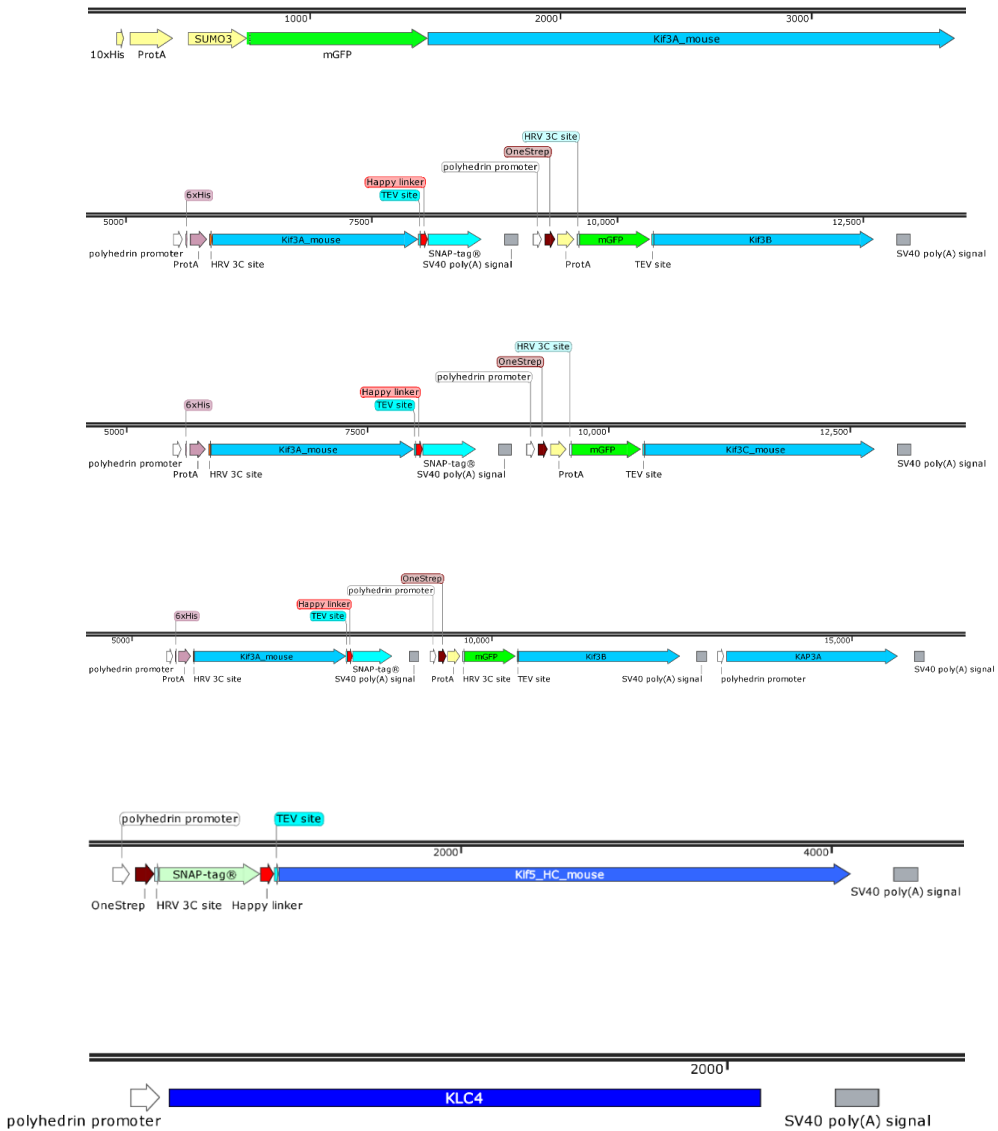 1000 2000 3000
SUMO3 Kif3A_mouse
10xHis ProtA mGFP
HRV 3C site
OneStrep
polyhedrin promoter
Happy linker
6xHis TEV site
5000 7500 10,000 12,500
Kif3A_mouse mGFP Kif3B
polyhedrin promoter SNAP-tag® SV40 poly(A) signal
ProtA HRV 3C site SV40 poly(A) signal ProtA TEV site
HRV 3C site
OneStrep
polyhedrin promoter
Happy linker
6xHis TEV site
5000 7500 10,000 12,500
Kif3A_mouse mGFP Kif3C_mouse
polyhedrin promoter SNAP-tag® SV40 poly(A) signal
ProtA HRV 3C site SV40 poly(A) signal ProtA TEV site
OneStrep
polyhedrin promoter
Happy linker
6xHis TEV site
5000 10,000 15,000
Kif3A_mouse mGFP Kif3B KAP3A
polyhedrin promoter SNAP-tag® SV40 poly(A) signal
ProtA HRV 3C site SV40 poly(A) signal ProtA HRV 3C site TEV site SV40 poly(A) signal polyhedrin promoter
polyhedrin promoter TEV site
2000 4000
SNAP-tag® Kif5_HC_mouse
SV40 poly(A) signal
OneStrep HRV 3C site Happy linker
2000
KLC4
polyhedrin promoter SV40 poly(A) signal